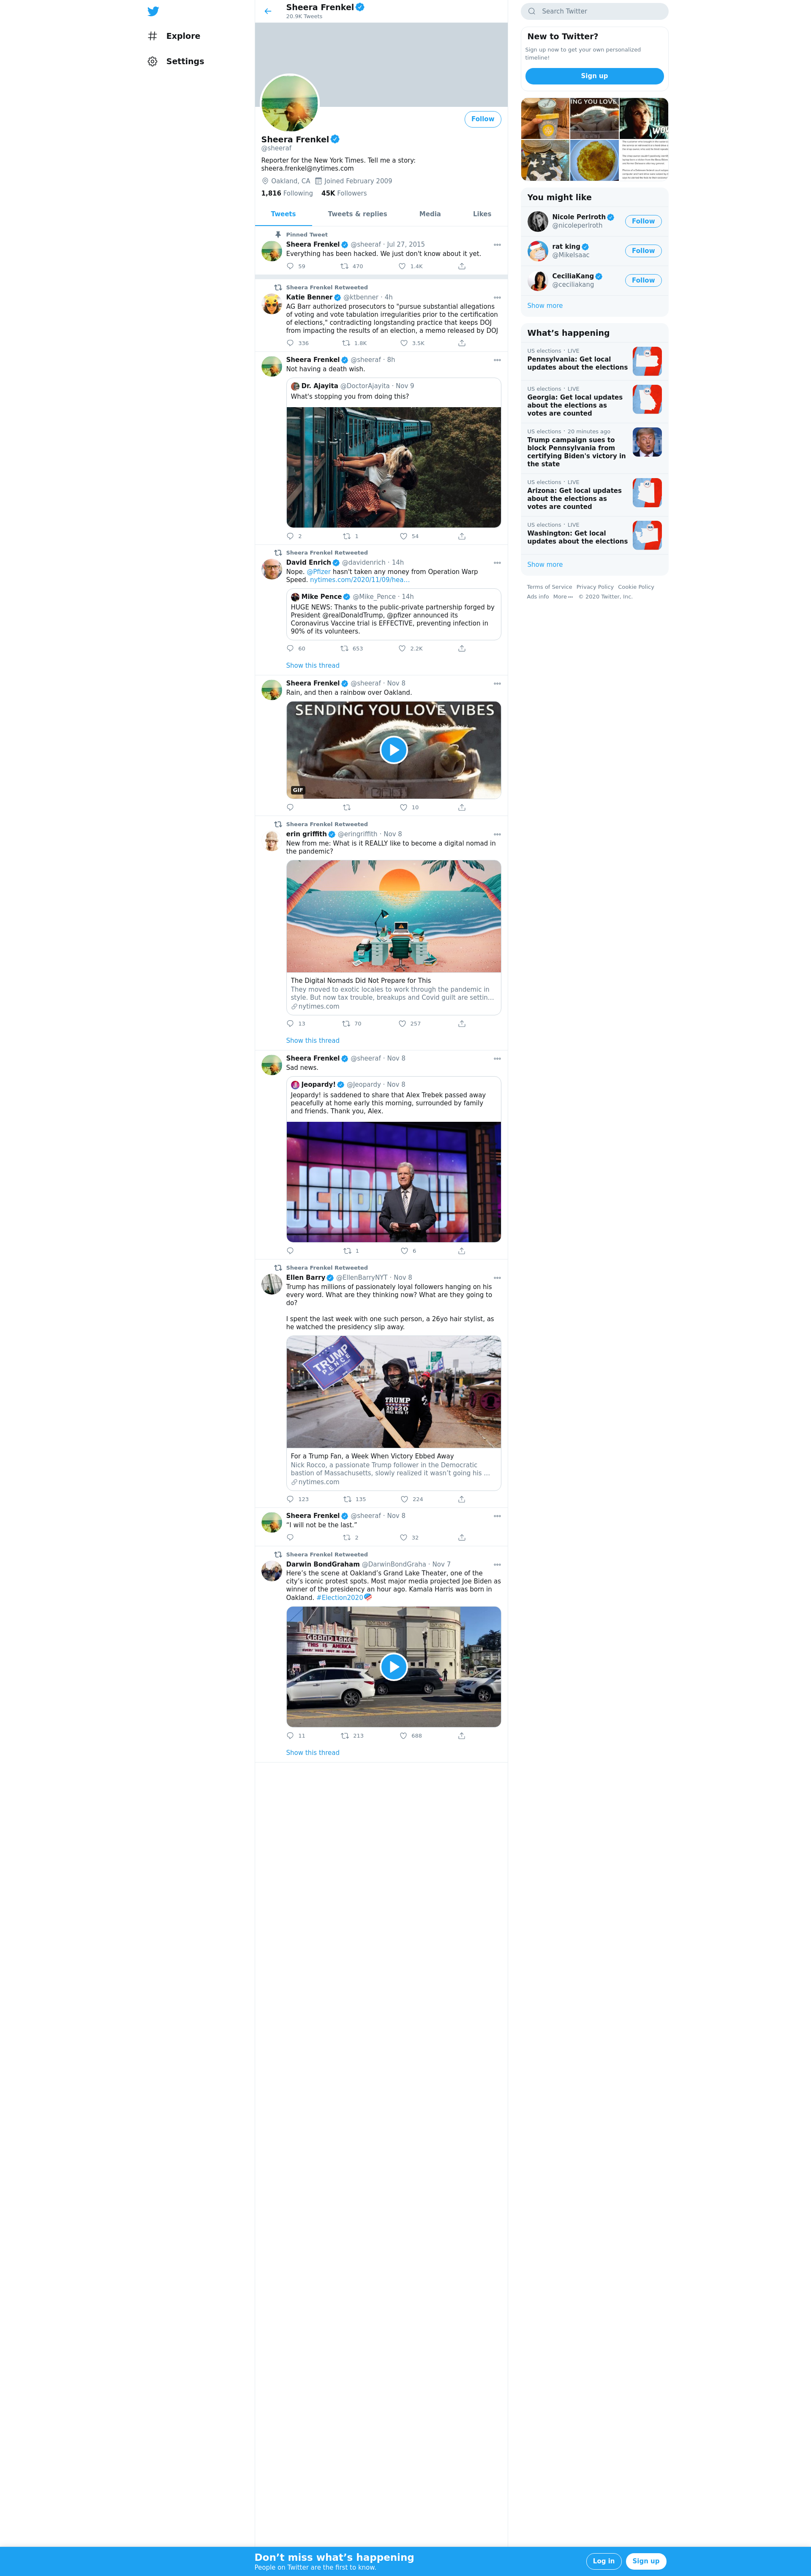 Explore
Settings
Sheera Frenkel
20.9K Tweets
Follow
Sheera Frenkel
@sheeraf
Reporter for the New York Times. Tell me a story:
sheera.frenkel@nytimes.com
Oakland, CA Joined February 2009
1,816 Following 45K Followers
Tweets Tweets & replies Media Likes
Pinned Tweet
Sheera Frenkel @sheeraf · Jul 27, 2015
Everything has been hacked. We just don't know about it yet.
59 470 1.4K
Sheera Frenkel Retweeted
Katie Benner @ktbenner · 4h
AG Barr authorized prosecutors to "pursue substantial allegations
of voting and vote tabulation irregularities prior to the certification
of elections," contradicting longstanding practice that keeps DOJ
from impacting the results of an election, a memo released by DOJ
336 1.8K 3.5K
Sheera Frenkel @sheeraf · 8h
Not having a death wish.
Dr. Ajayita @DoctorAjayita · Nov 9
What's stopping you from doing this?
2 1 54
Sheera Frenkel Retweeted
David Enrich @davidenrich · 14h
Nope. @Pfizer hasn't taken any money from Operation Warp
Speed. nytimes.com/2020/11/09/hea…
Mike Pence @Mike_Pence · 14h
HUGE NEWS: Thanks to the public-private partnership forged by
President @realDonaldTrump, @pfizer announced its
Coronavirus Vaccine trial is EFFECTIVE, preventing infection in
90% of its volunteers.
60 653 2.2K
Show this thread
Sheera Frenkel @sheeraf · Nov 8
Rain, and then a rainbow over Oakland.
SENDING YOU LOVE VIBES
GIF
10
Sheera Frenkel Retweeted
erin griffith @eringriffith · Nov 8
New from me: What is it REALLY like to become a digital nomad in
the pandemic?
The Digital Nomads Did Not Prepare for This
They moved to exotic locales to work through the pandemic in
style. But now tax trouble, breakups and Covid guilt are settin…
nytimes.com
13 70 257
Show this thread
Sheera Frenkel @sheeraf · Nov 8
Sad news.
Jeopardy! @Jeopardy · Nov 8
Jeopardy! is saddened to share that Alex Trebek passed away
peacefully at home early this morning, surrounded by family
and friends. Thank you, Alex.
JEOPARDY
1 6
Sheera Frenkel Retweeted
Ellen Barry @EllenBarryNYT · Nov 8
Trump has millions of passionately loyal followers hanging on his
every word. What are they thinking now? What are they going to
do?
I spent the last week with one such person, a 26yo hair stylist, as
he watched the presidency slip away.
TRUMP
PENCE
TRUMP
For a Trump Fan, a Week When Victory Ebbed Away
Nick Rocco, a passionate Trump follower in the Democratic
bastion of Massachusetts, slowly realized it wasn't going his …
nytimes.com
123 135 224
Sheera Frenkel @sheeraf · Nov 8
“I will not be the last.”
2 32
Sheera Frenkel Retweeted
Darwin BondGraham @DarwinBondGraha · Nov 7
Here's the scene at Oakland's Grand Lake Theater, one of the
city's iconic protest spots. Most major media projected Joe Biden as
winner of the presidency an hour ago. Kamala Harris was born in
Oakland. #Election2020
GRAND LAKE
THIS IS AMERICA
11 213 688
Show this thread
Search Twitter
New to Twitter?
Sign up now to get your own personalized
timeline!
Sign up
ING YOU LOVE
You might like
Nicole Perlroth
@nicoleperlroth
Follow
rat king
@MikeIsaac
Follow
CeciliaKang
@ceciliakang
Follow
Show more
What's happening
US elections · LIVE
Pennsylvania: Get local
updates about the elections
US elections · LIVE
Georgia: Get local updates
about the elections as
votes are counted
US elections · 20 minutes ago
Trump campaign sues to
block Pennsylvania from
certifying Biden's victory in
the state
US elections · LIVE
Arizona: Get local updates
about the elections as
votes are counted
US elections · LIVE
Washington: Get local
updates about the elections
Show more
Terms of Service Privacy Policy Cookie Policy
Ads info More ··· © 2020 Twitter, Inc.
Don't miss what's happening
People on Twitter are the first to know.
Log in
Sign up